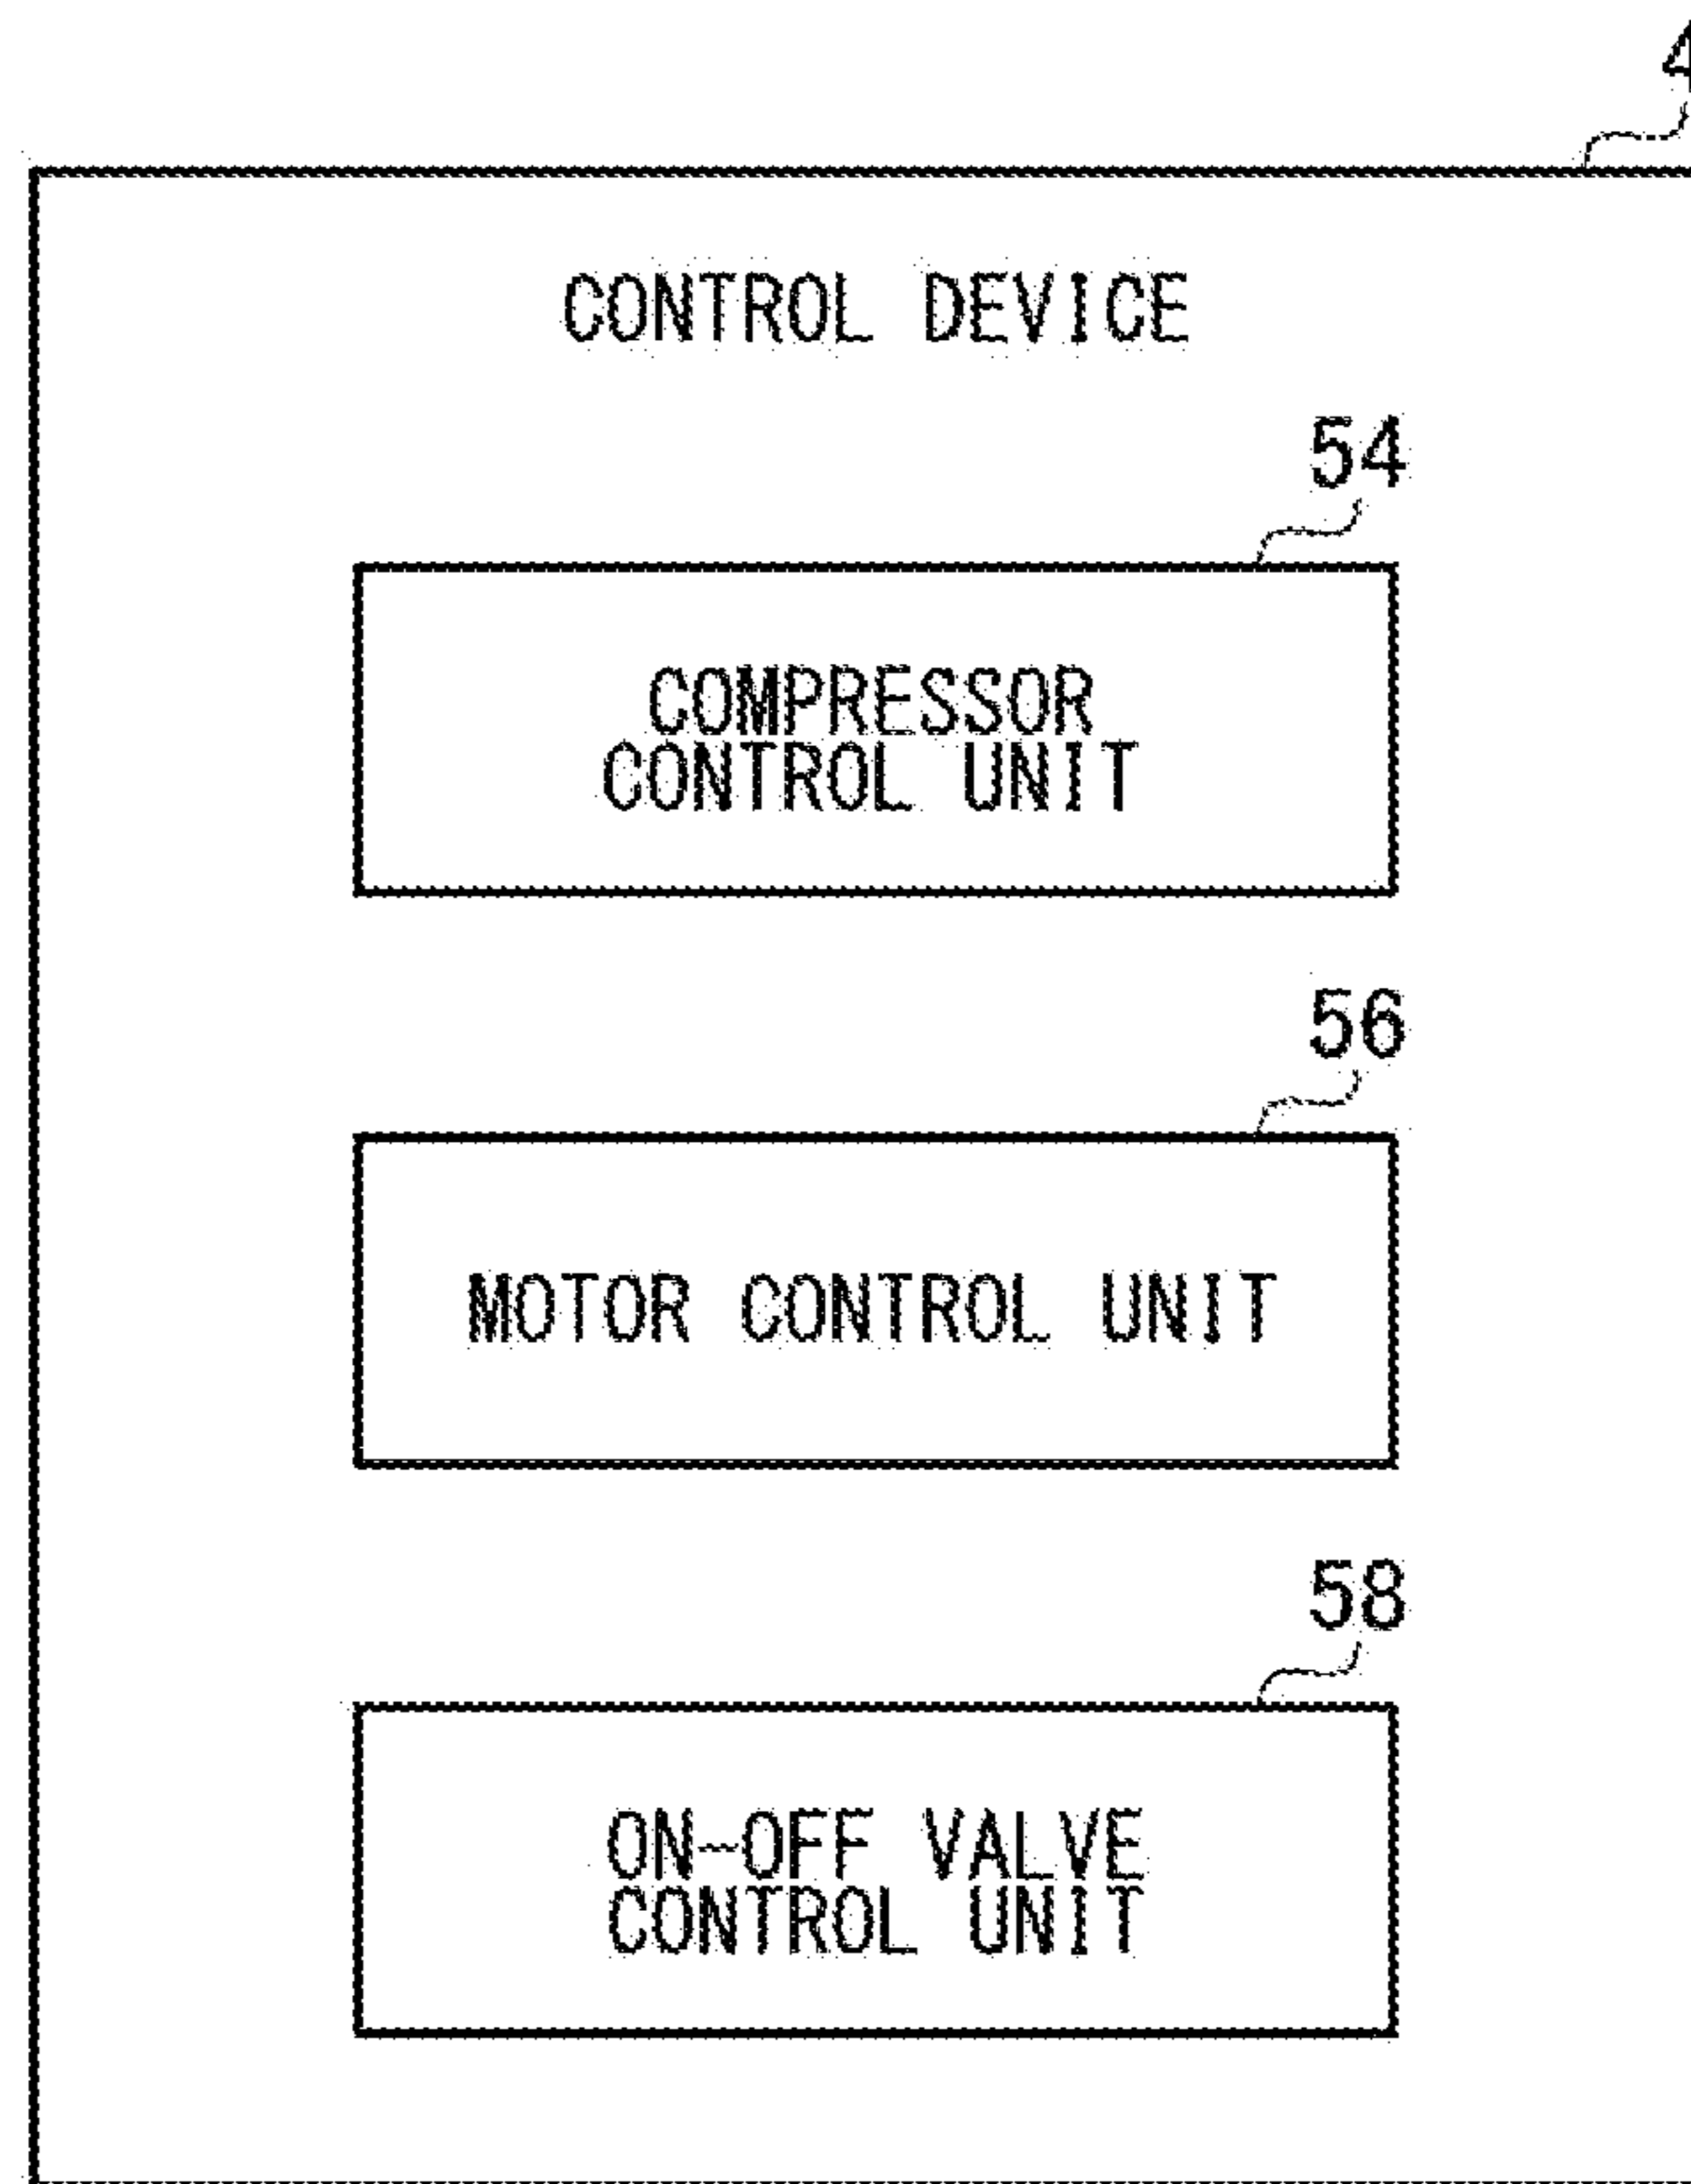 CONTROL DEVICE
54
COMPRESSOR
CONTROL UNIT
56
MOTOR CONTROL UNIT
58
ON-OFF VALVE
CONTROL UNIT